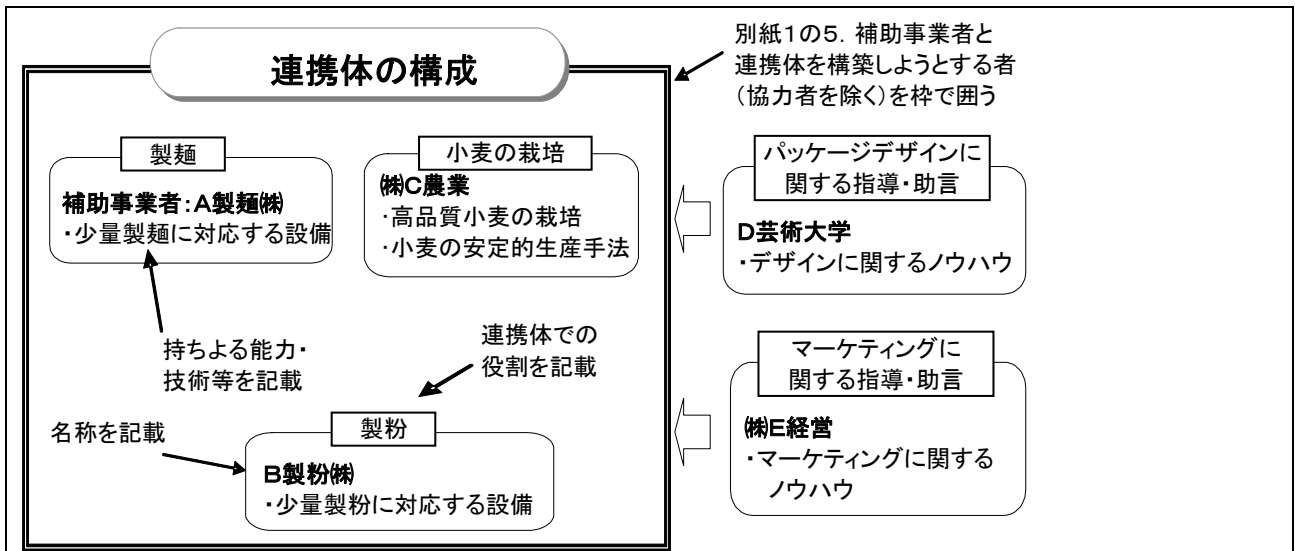 連携体の構成
別紙1の5．補助事業者と
連携体を構築しようとする者
（協力者を除く）を枠で囲う
製麺
補助事業者：A製麺㈱
・少量製麺に対応する設備
小麦の栽培
㈱C農業
・高品質小麦の栽培
・小麦の安定的生産手法
パッケージデザインに
関する指導・助言
D芸術大学
・デザインに関するノウハウ
持ちよる能力・
技術等を記載
連携体での
役割を記載
マーケティングに
関する指導・助言
㈱E経営
・マーケティングに関する
ノウハウ
名称を記載
製粉
B製粉㈱
・少量製粉に対応する設備